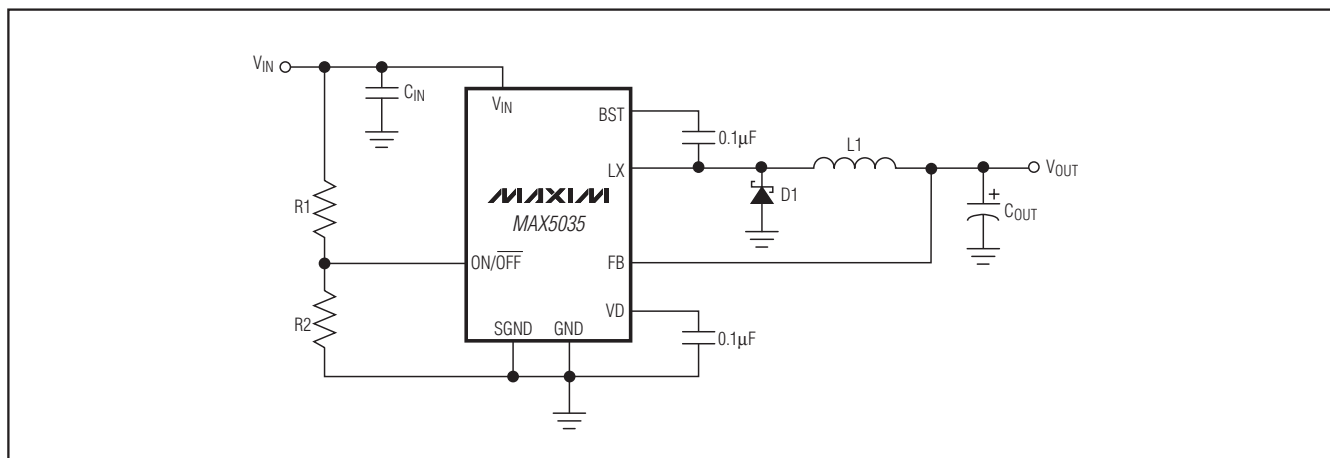 VIN
CIN
VIN
BST
0.1µF
LX
L1
VOUT
R1
MAXIM
MAX5035
D1
COUT
+
ON/OFF
FB
R2
VD
SGND
GND
0.1µF